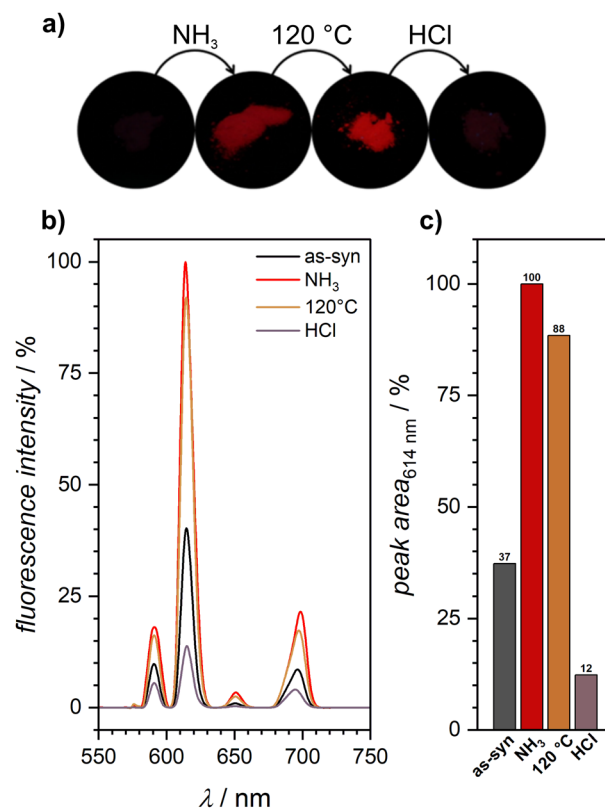 a)
NH₃ 120 °C HCl
b)
c)
fluorescence intensity / %
100
75
50
25
0
as-syn
NH₃
120°C
HCl
550 600 650 700 750
λ / nm
peak area₆₁₄ ₙₘ / %
100
75
50
25
0
37
100
88
12
as-syn
NH₃
120 °C
HCl